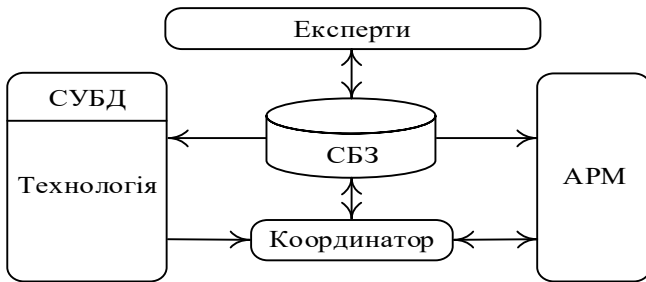 Експерти
СУБД
СБЗ
Технологія
АРМ
Координатор